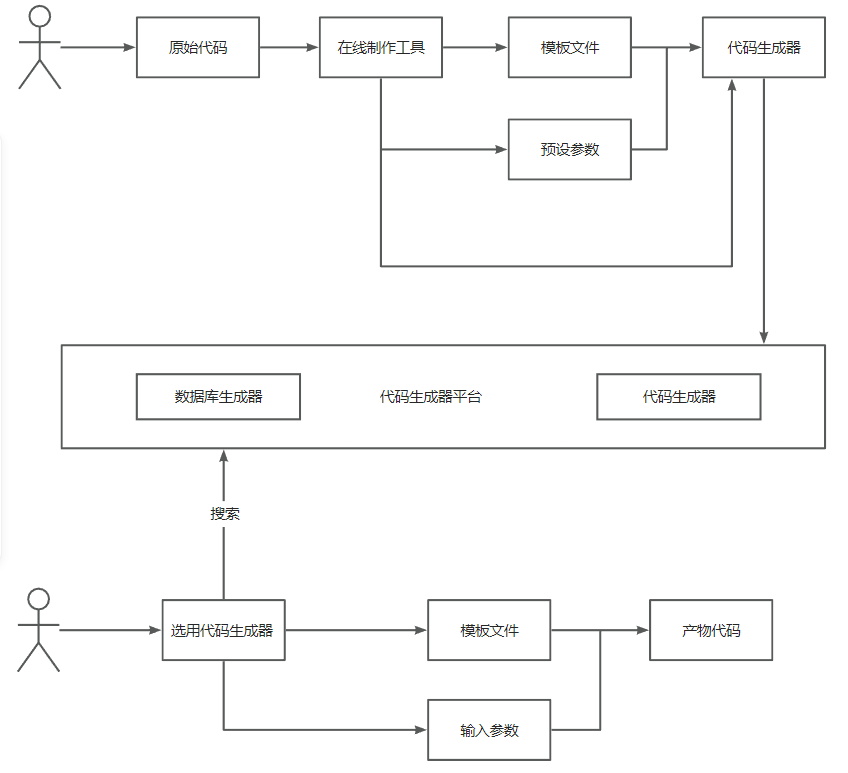 原始代码
在线制作工具
模板文件
代码生成器
预设参数
数据库生成器
代码生成器平台
代码生成器
搜索
选用代码生成器
模板文件
产物代码
输入参数